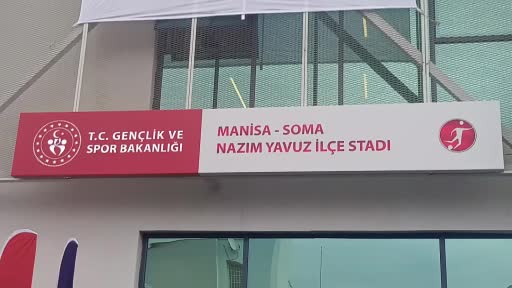 T.C. GENÇLİK VE
SPOR BAKANLIĞI
MANİSA - SOMA
NAZIM YAVUZ İLÇE STADI